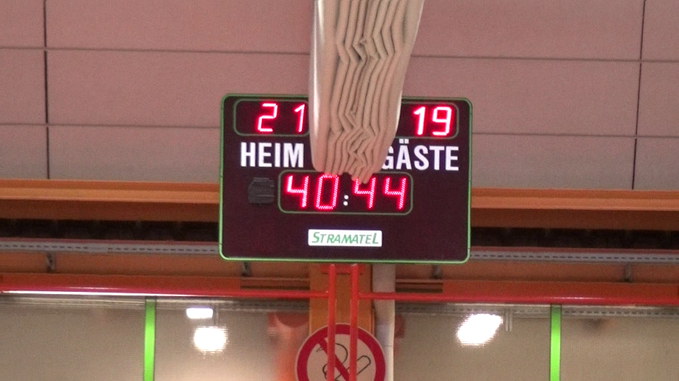 21 19
HEIM GÄSTE
40:44
STRAMATEL